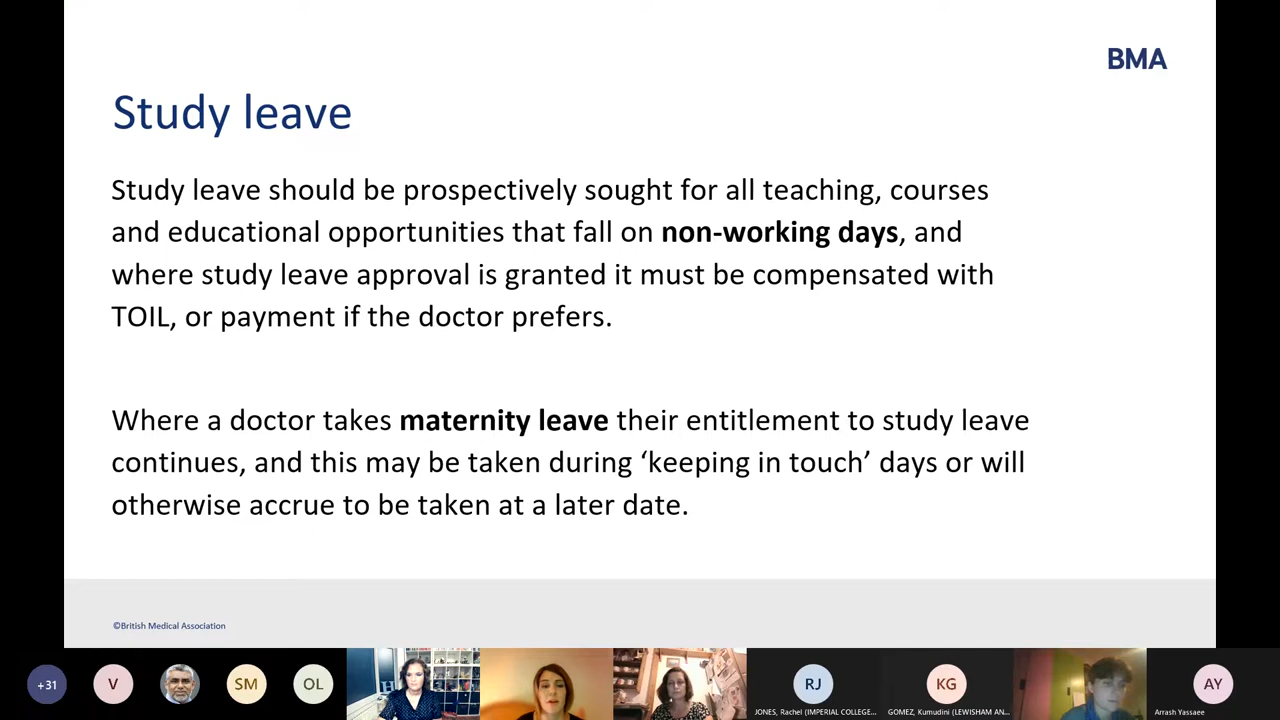 BMA
Study leave
Study leave should be prospectively sought for all teaching, courses
and educational opportunities that fall on non-working days, and
where study leave approval is granted it must be compensated with
TOIL, or payment if the doctor prefers.
Where a doctor takes maternity leave their entitlement to study leave
continues, and this may be taken during ‘keeping in touch’ days or will
otherwise accrue to be taken at a later date.
©British Medical Association
+31
V
SM
OL
RJ
KG
AY
JONES, Rachel (IMPERIAL COLLEGE...
GOMEZ, Kumudini (LEWISHAM AN...
Arrash Yassaee